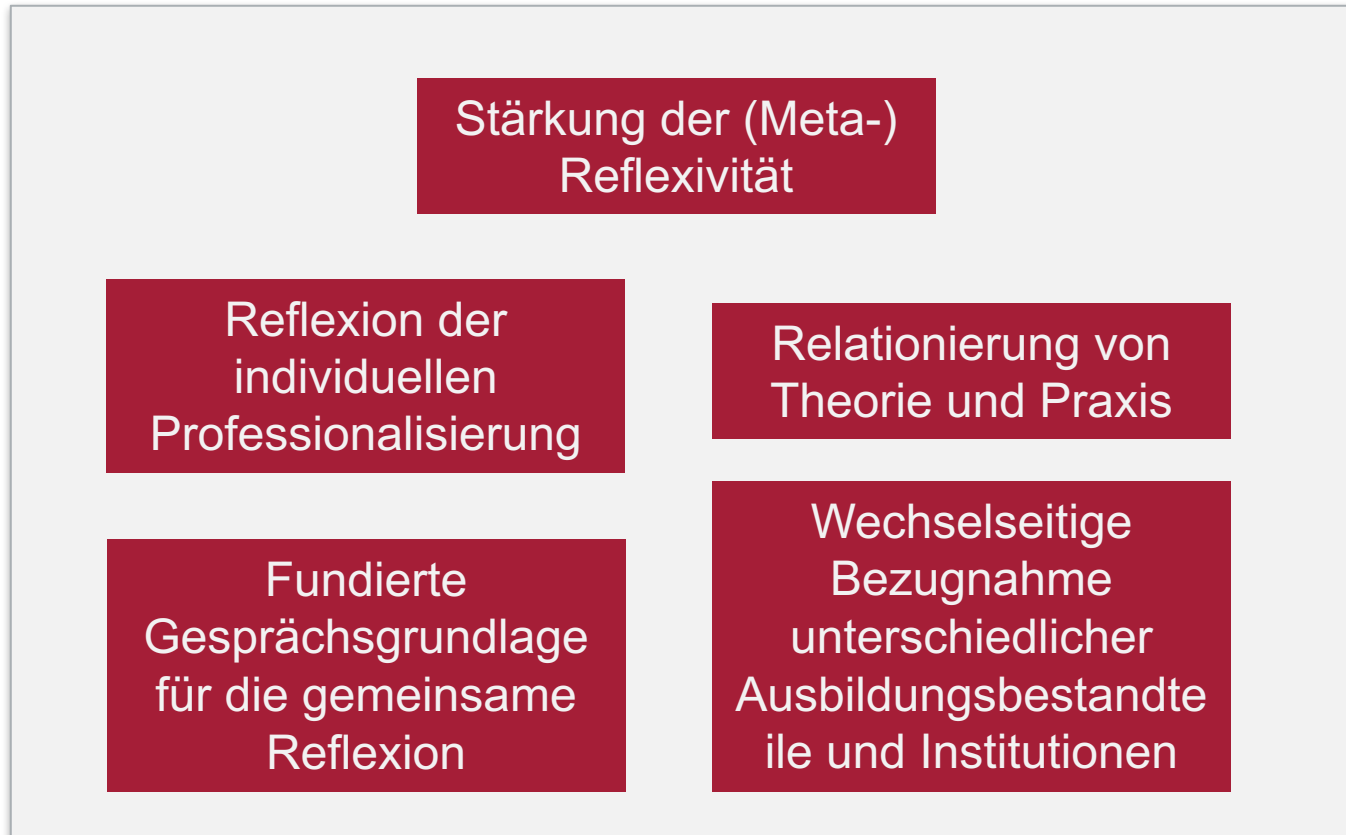 Stärkung der (Meta-)
Reflexivität
Reflexion der
individuellen
Professionalisierung
Relationierung von
Theorie und Praxis
Fundierte
Gesprächsgrundlage
für die gemeinsame
Reflexion
Wechselseitige
Bezugnahme
unterschiedlicher
Ausbildungsbestandte
ile und Institutionen